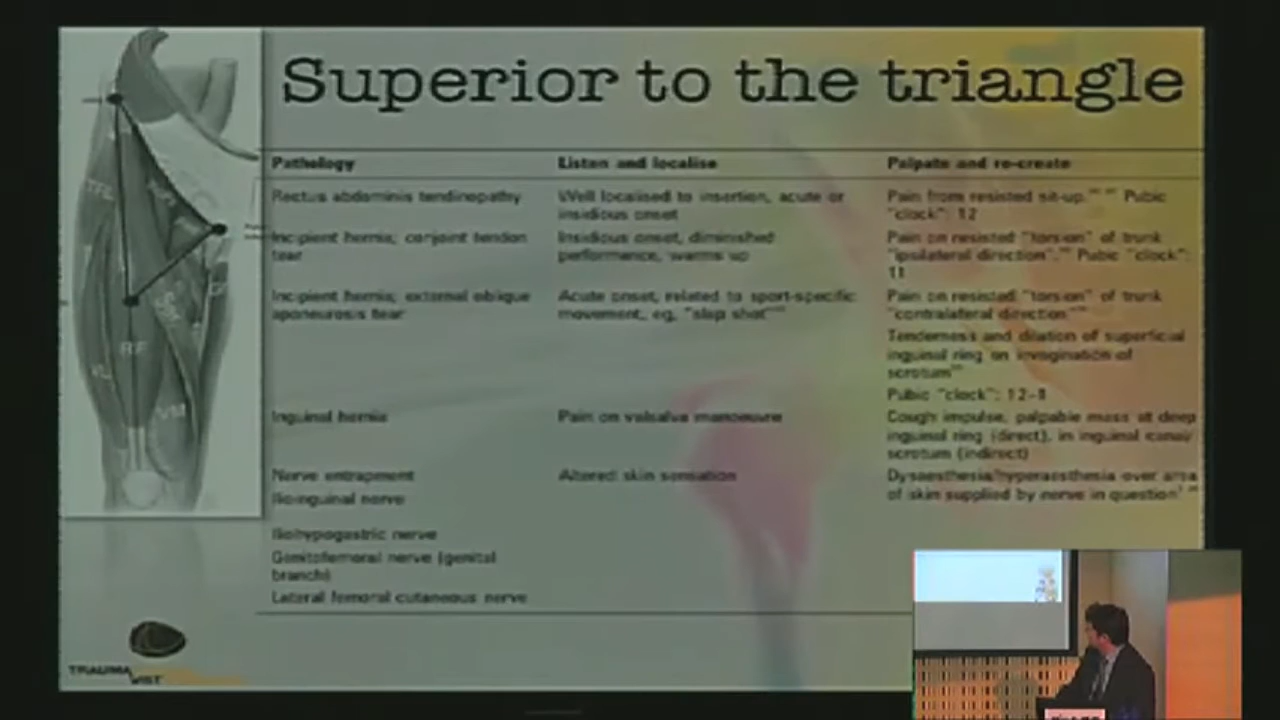 Superior to the triangle
Pathology
Listen and localise
Palpate and re-create
Rectus abdominis tendinopathy
Well localised to insertion, acute or
insidious onset
Pain from resisted sit-up. Pubic
"clock": 12
Incipient hernia; conjoint tendon
tear
Insidious onset, diminished
performance, warms up
Pain on resisted "torsion" of trunk
"ipsilateral direction". Pubic "clock":
11
Incipient hernia; external oblique
aponeurosis tear
Acute onset, related to sport-specific
movement, eg, "slap shot"
Pain on resisted "torsion" of trunk
"contralateral direction"
Tenderness and dilation of superficial
inguinal ring on invagination of
scrotum
Pubic "clock": 12–
Inguinal hernia
Pain on valsalva manoeuvre
Cough impulse, palpable mass at deep
inguinal ring (direct), in inguinal canal/
scrotum (indirect)
Nerve entrapment
Altered skin sensation
Dysaesthesia/hyperaesthesia over area
of skin supplied by nerve in question
Ilioinguinal nerve
Iliohypogastric nerve
Genitofemoral nerve (genital
branch)
Lateral femoral cutaneous nerve
TFL
RF
VL
VM
TRAUMA